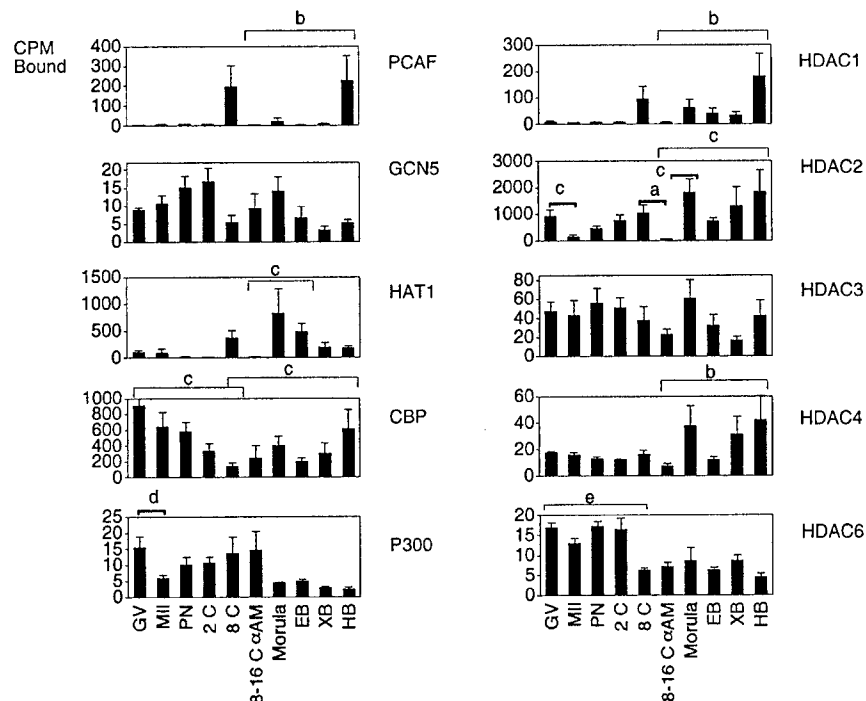 CPM
Bound
b
400
300
200
100
0
PCAF
20
15
10
5
0
GCN5
c
1500
1000
500
0
HAT1
c
c
1000
800
600
400
200
0
CBP
d
25
20
15
10
5
0
P300
GV
MII
PN
2 C
8 C
8-16 C αAM
Morula
EB
XB
HB
b
300
200
100
0
HDAC1
c
c
a
c
3000
2000
1000
0
HDAC2
80
60
40
20
0
HDAC3
b
60
40
20
0
HDAC4
e
20
15
10
5
0
HDAC6
GV
MII
PN
2 C
8 C
8-16 C αAM
Morula
EB
XB
HB